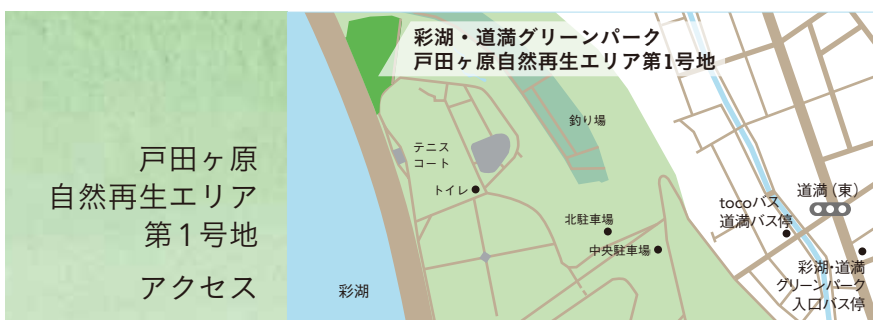 戸田ヶ原
自然再生エリア
第1号地
アクセス
彩湖・道満グリーンパーク
戸田ヶ原自然再生エリア第1号地
釣り場
テニス
コート
トイレ
北駐車場
中央駐車場
彩湖
tocoバス
道満バス停
道満（東）
彩湖・道満
グリーンパーク
入口バス停